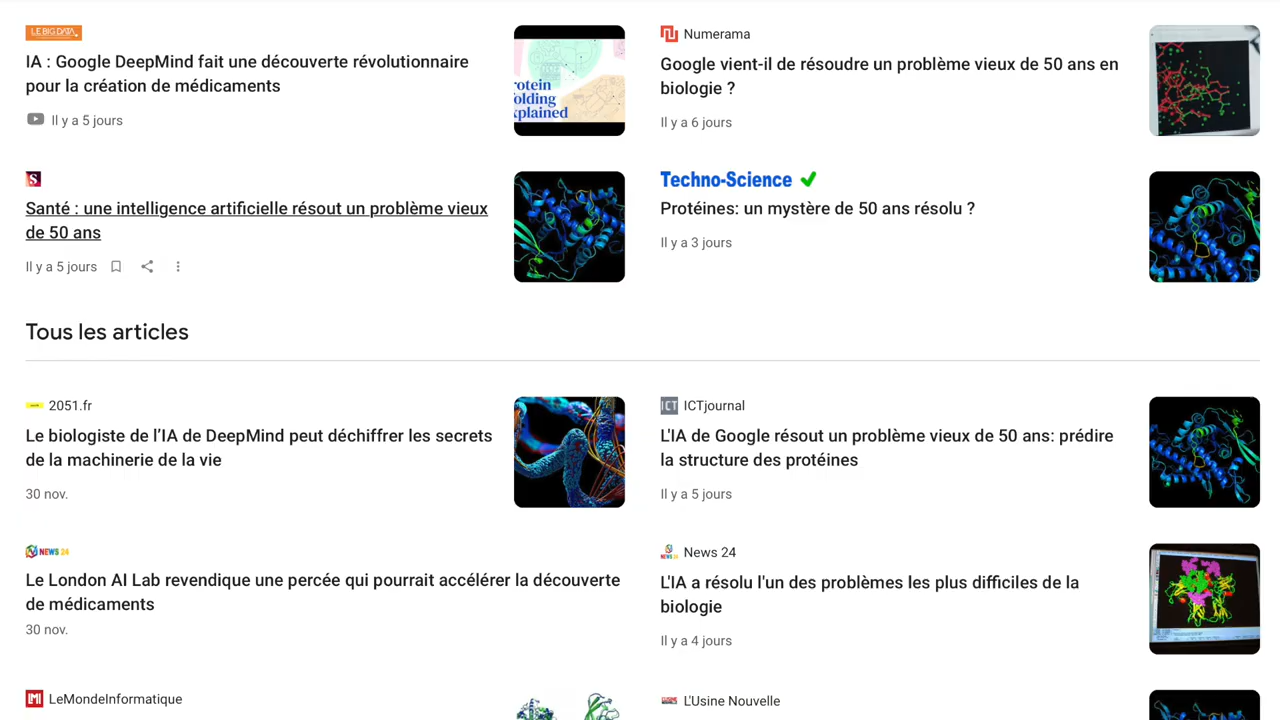 LE BIG DATA
IA : Google DeepMind fait une découverte révolutionnaire
pour la création de médicaments
Il y a 5 jours
rotein
olding
xplained
Numerama
Google vient-il de résoudre un problème vieux de 50 ans en
biologie ?
Il y a 6 jours
S
Santé : une intelligence artificielle résout un problème vieux
de 50 ans
Il y a 5 jours
Techno-Science
Protéines: un mystère de 50 ans résolu ?
Il y a 3 jours
Tous les articles
2051.fr
Le biologiste de l’IA de DeepMind peut déchiffrer les secrets
de la machinerie de la vie
30 nov.
ICT ICTjournal
L'IA de Google résout un problème vieux de 50 ans: prédire
la structure des protéines
Il y a 5 jours
NEWS 24
Le London AI Lab revendique une percée qui pourrait accélérer la découverte
de médicaments
30 nov.
News 24
L'IA a résolu l'un des problèmes les plus difficiles de la
biologie
Il y a 4 jours
LMI LeMondeInformatique
L'Usine Nouvelle